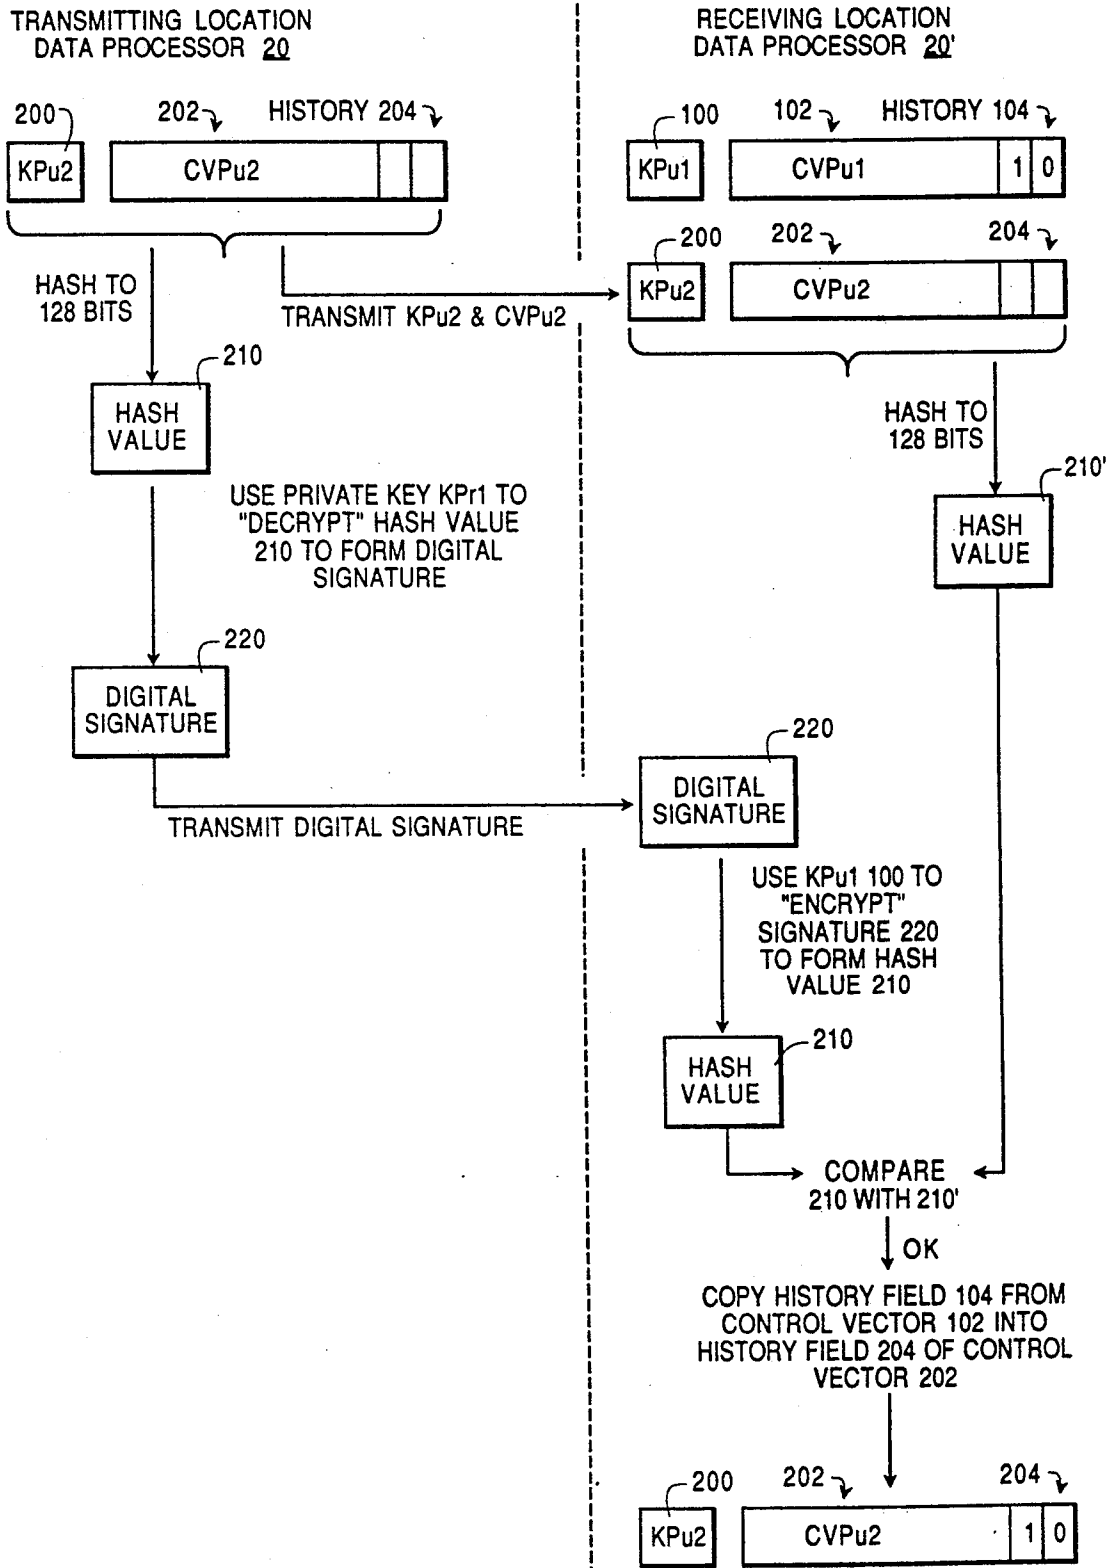 TRANSMITTING LOCATION
DATA PROCESSOR 20
200
202
HISTORY 204
KPu2
CVPu2
HASH TO
128 BITS
TRANSMIT KPu2 & CVPu2
210
HASH
VALUE
USE PRIVATE KEY KPr1 TO
"DECRYPT" HASH VALUE
210 TO FORM DIGITAL
SIGNATURE
220
DIGITAL
SIGNATURE
TRANSMIT DIGITAL SIGNATURE
RECEIVING LOCATION
DATA PROCESSOR 20'
100
102
HISTORY 104
KPu1
CVPu1
1 0
200
202
204
KPu2
CVPu2
HASH TO
128 BITS
210'
HASH
VALUE
220
DIGITAL
SIGNATURE
USE KPu1 100 TO
"ENCRYPT"
SIGNATURE 220
TO FORM HASH
VALUE 210
210
HASH
VALUE
COMPARE
210 WITH 210'
OK
COPY HISTORY FIELD 104 FROM
CONTROL VECTOR 102 INTO
HISTORY FIELD 204 OF CONTROL
VECTOR 202
200
202
204
KPu2
CVPu2
1 0